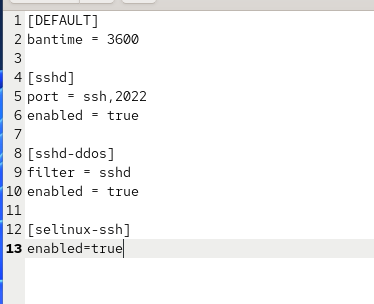 1 [DEFAULT]
2 bantime = 3600
3
4 [sshd]
5 port = ssh,2022
6 enabled = true
7
8 [sshd-ddos]
9 filter = sshd
10 enabled = true
11
12 [selinux-ssh]
13 enabled=true